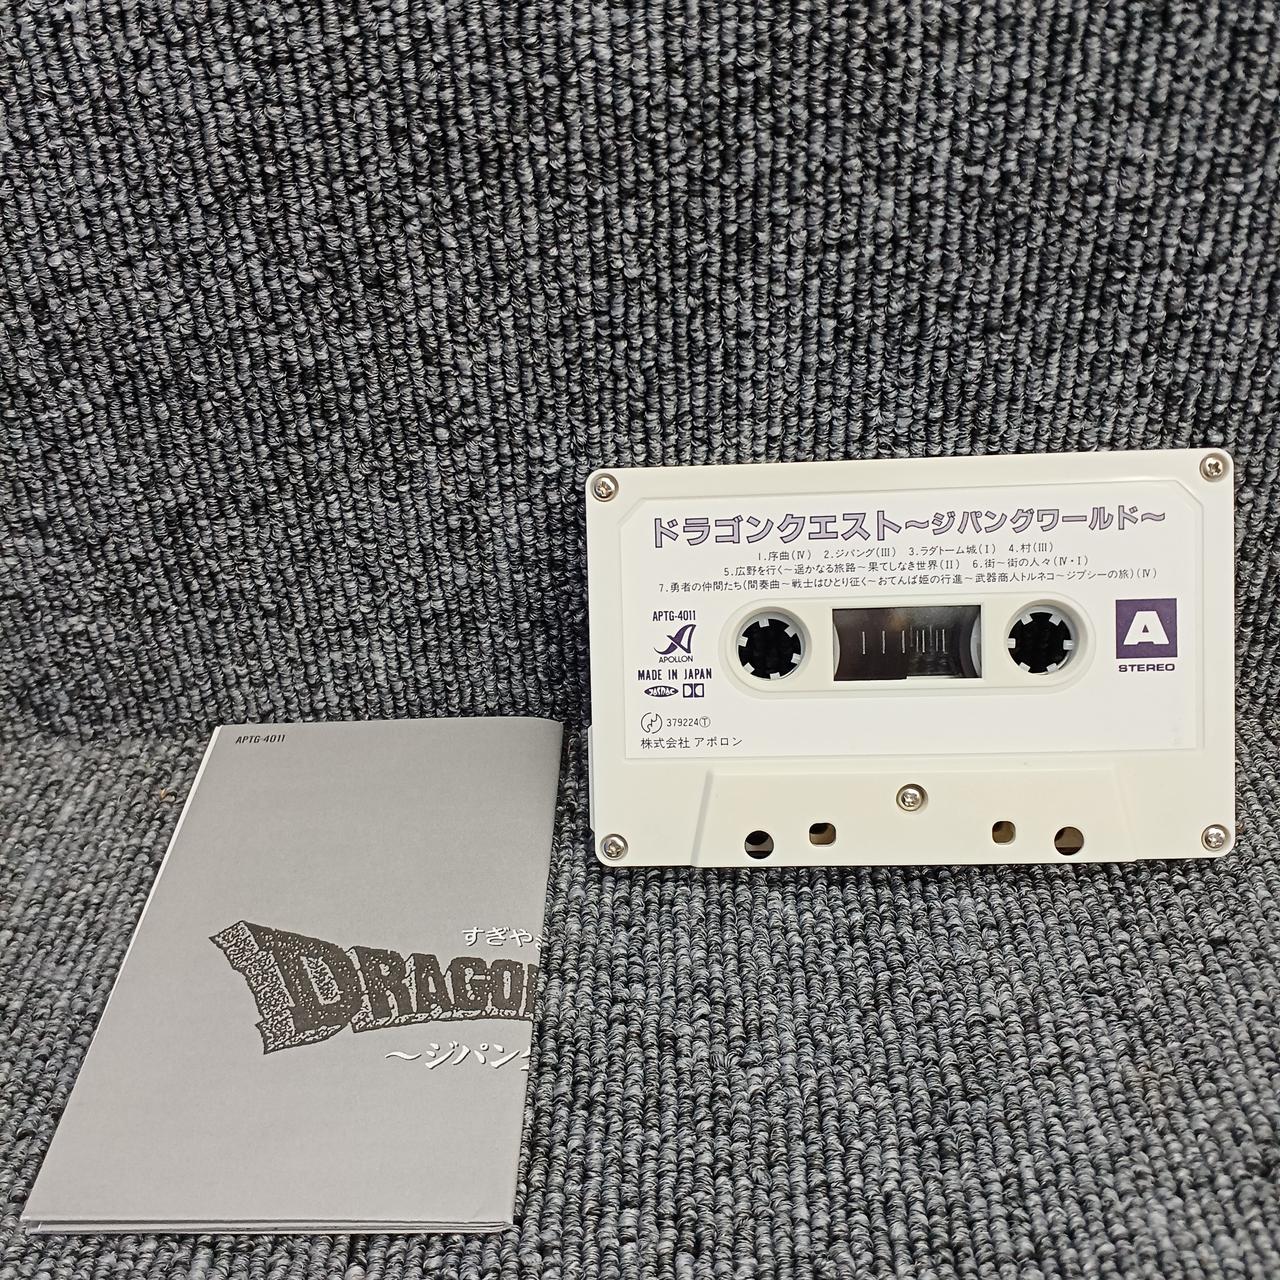 ドラゴンクエスト〜ジパングワールド〜
1.序曲(Ⅳ) 2.ジパング(Ⅲ) 3.ラダトーム城(Ⅰ) 4.村(Ⅲ)
5.広野を行く〜遥かなる旅路〜果てしなき世界(Ⅱ) 6.街〜街の人々(Ⅳ・Ⅰ)
7.勇者の仲間たち(間奏曲〜戦士はひとり征く〜おてんば姫の行進〜武器商人トルネコ〜ジプシーの旅)(Ⅳ)
APTG-4011
APOLLON
MADE IN JAPAN
JASRAC
379224Ⓣ
株式会社 アポロン
A
STEREO
APTG-4011
すぎや
DRAGON
〜ジパング